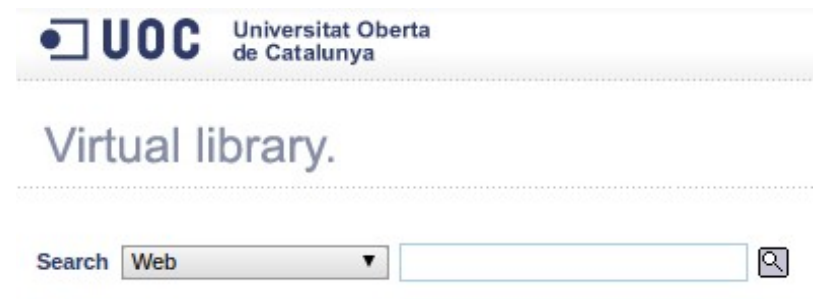 UOC Universitat Oberta
de Catalunya
Virtual library.
Search Web